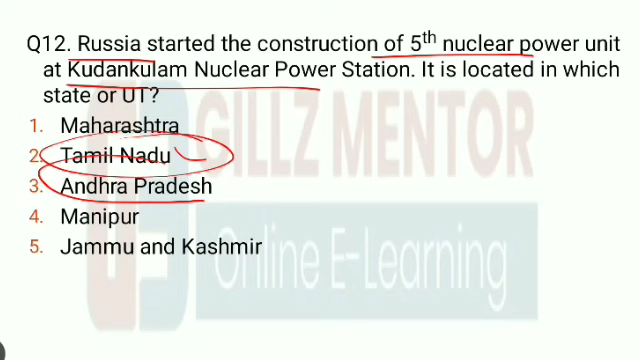 Q12. Russia started the construction of 5th nuclear power unit
at Kudankulam Nuclear Power Station. It is located in which
state or UT?
1. Maharashtra
2. Tamil Nadu
3. Andhra Pradesh
4. Manipur
5. Jammu and Kashmir
GILLZ MENTOR
Online E-Learning